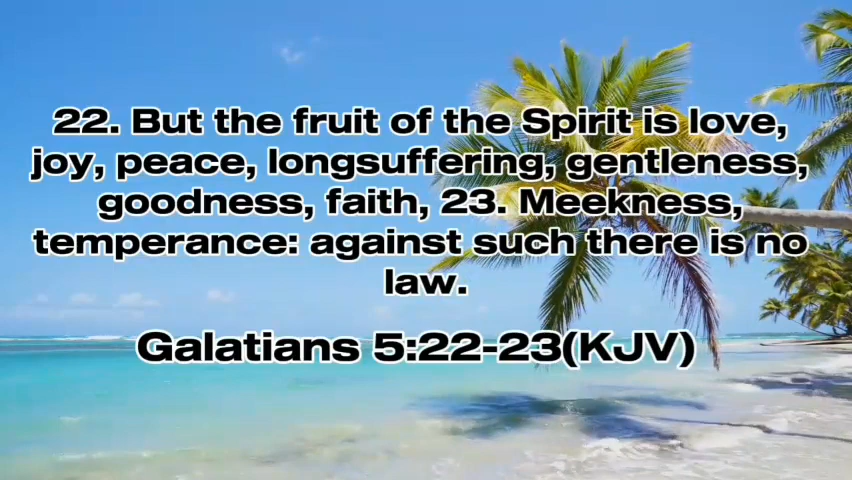 22. But the fruit of the Spirit is love,
joy, peace, longsuffering, gentleness,
goodness, faith, 23. Meekness,
temperance: against such there is no
law.
Galatians 5:22-23(KJV)